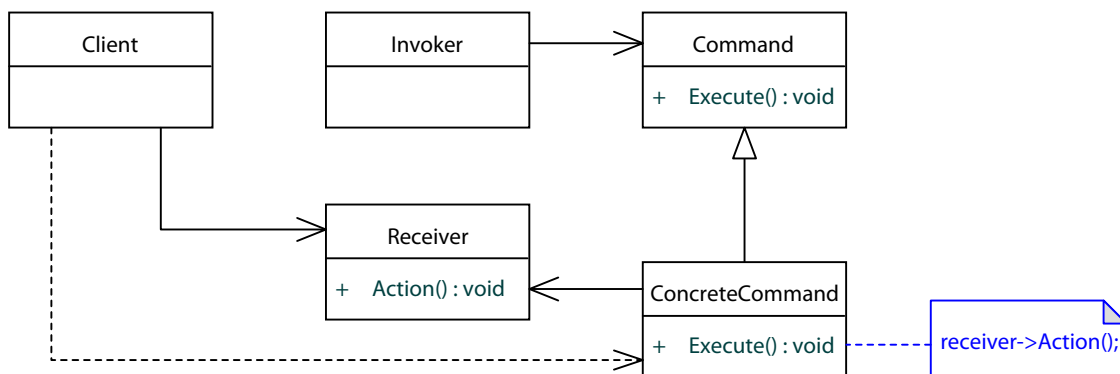 Client
Invoker
Command
+ Execute() : void
Receiver
+ Action() : void
ConcreteCommand
+ Execute() : void
receiver->Action();